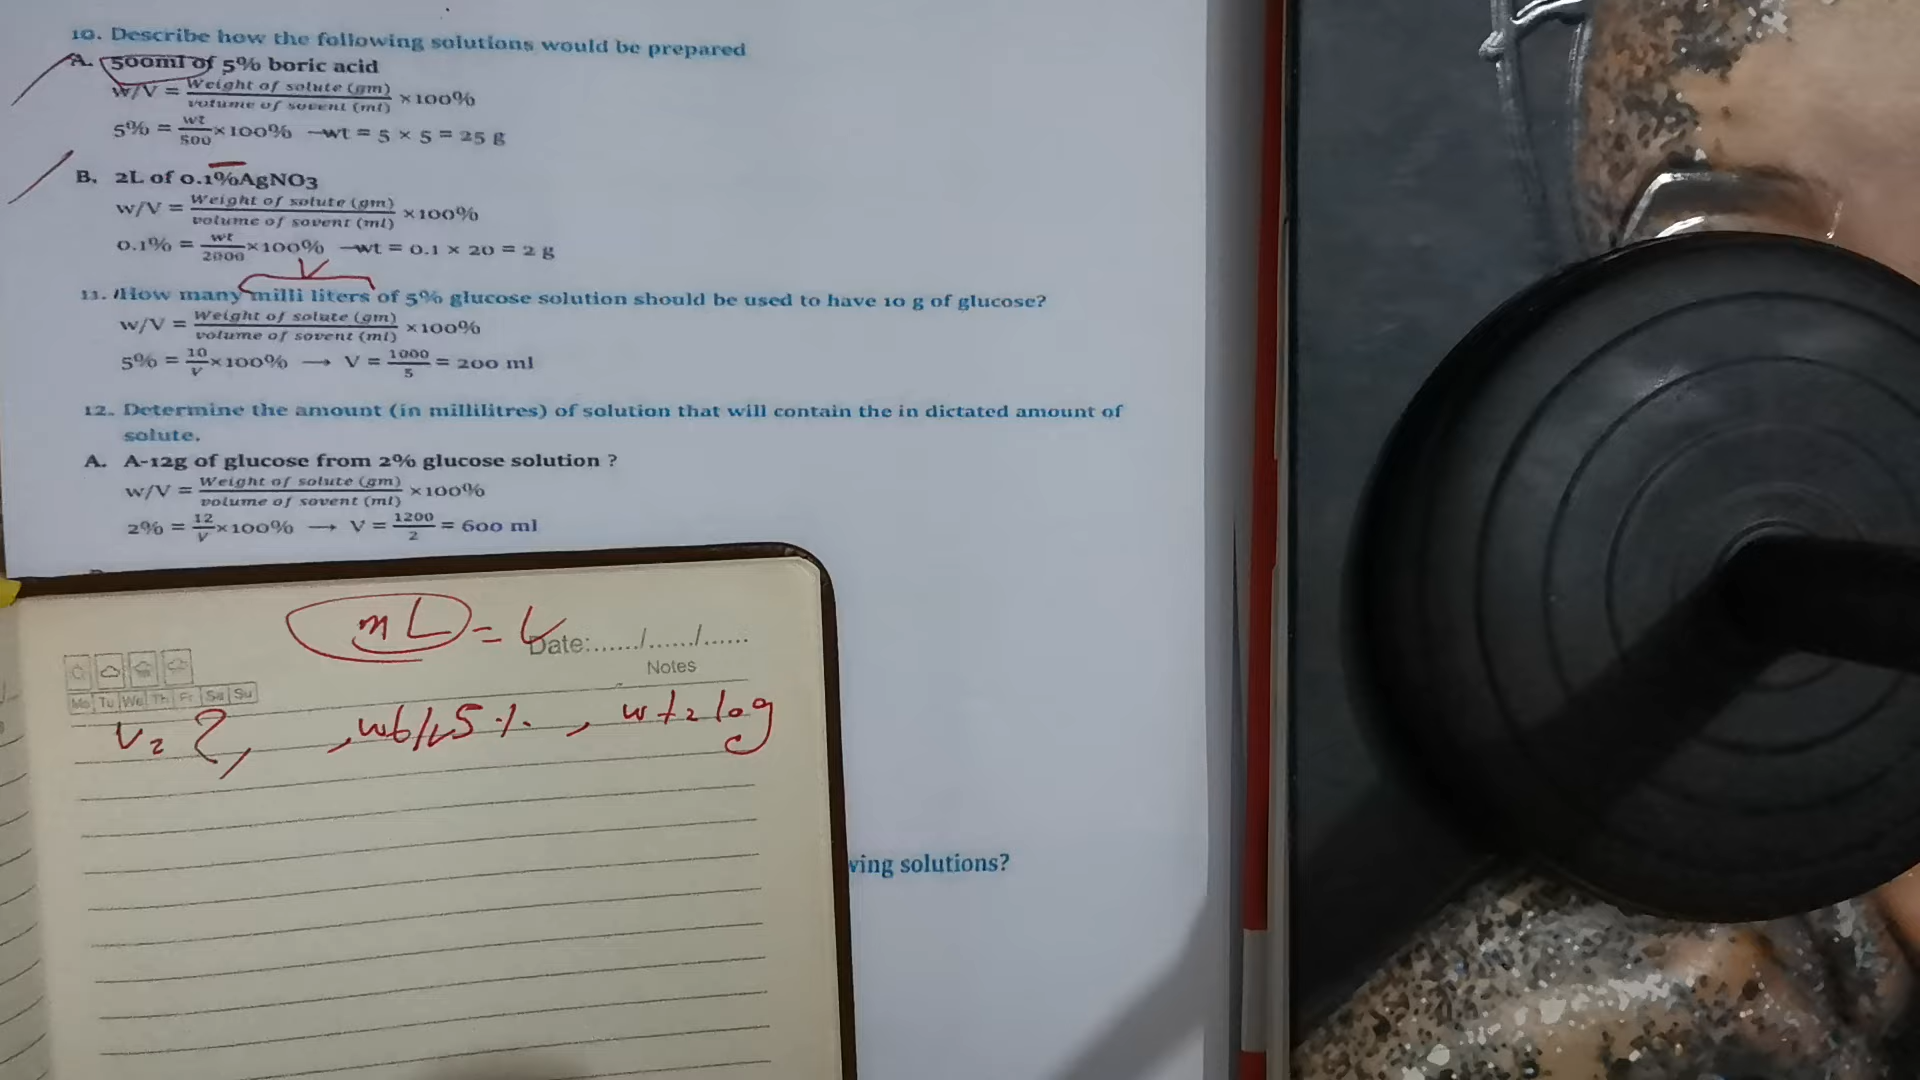 10. Describe how the following solutions would be prepared
A. 500ml of 5% boric acid
w/V = Weight of solute (gm) / volume of sovent (ml) ×100%
5% = wt / 500 ×100% →wt = 5 × 5 = 25 g
B. 2L of 0.1%AgNO3
w/V = Weight of solute (gm) / volume of sovent (ml) ×100%
0.1% = wt / 2000 ×100% →wt = 0.1 × 20 = 2 g
V
11. How many milli liters of 5% glucose solution should be used to have 10 g of glucose?
w/V = Weight of solute (gm) / volume of sovent (ml) ×100%
5% = 10 / V ×100% → V = 1000 / 5 = 200 ml
12. Determine the amount (in millilitres) of solution that will contain the in dictated amount of
solute.
A. A-12g of glucose from 2% glucose solution ?
w/V = Weight of solute (gm) / volume of sovent (ml) ×100%
2% = 12 / V ×100% → V = 1200 / 2 = 600 ml
mL =
Date:....../....../......
Notes
Mo Tu We Th Fr Sa Su
V = ?, 5%, wt = 10g
ving solutions?